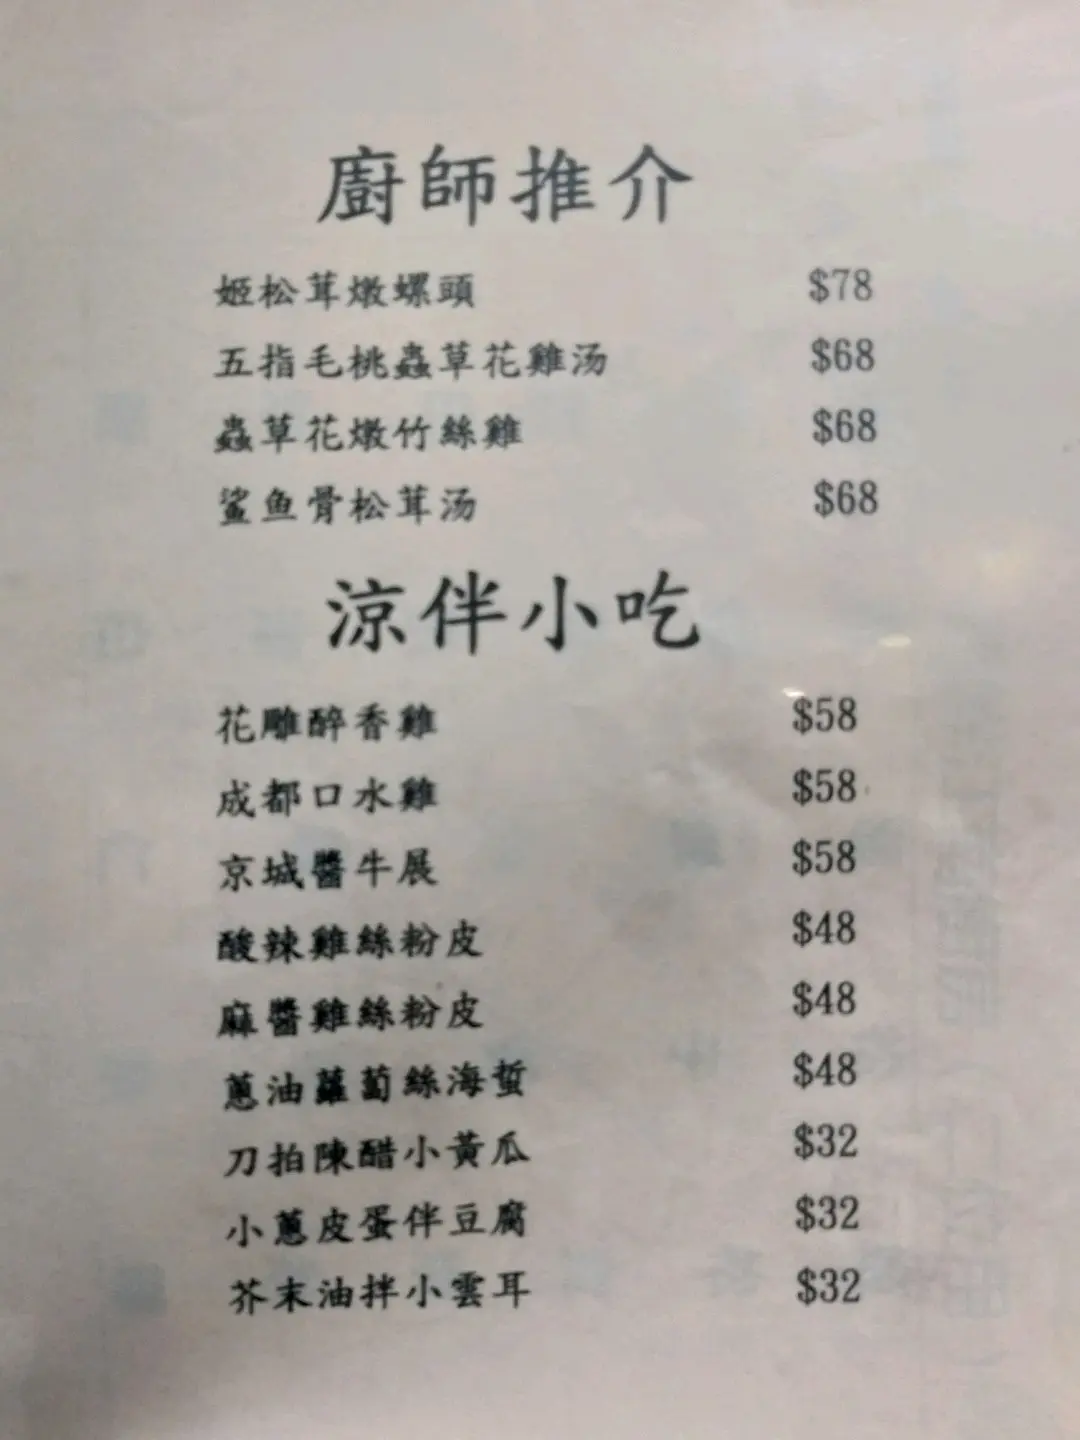 廚師推介
姬松茸燉螺頭 $78
五指毛桃蟲草花雞汤 $68
蟲草花燉竹絲雞 $68
鲨鱼骨松茸汤 $68
涼伴小吃
花雕醉香雞 $58
成都口水雞 $58
京城醬牛展 $58
酸辣雞絲粉皮 $48
麻醬雞絲粉皮 $48
蔥油蘿蔔絲海蜇 $48
刀拍陳醋小黃瓜 $32
小蔥皮蛋伴豆腐 $32
芥末油拌小雲耳 $32